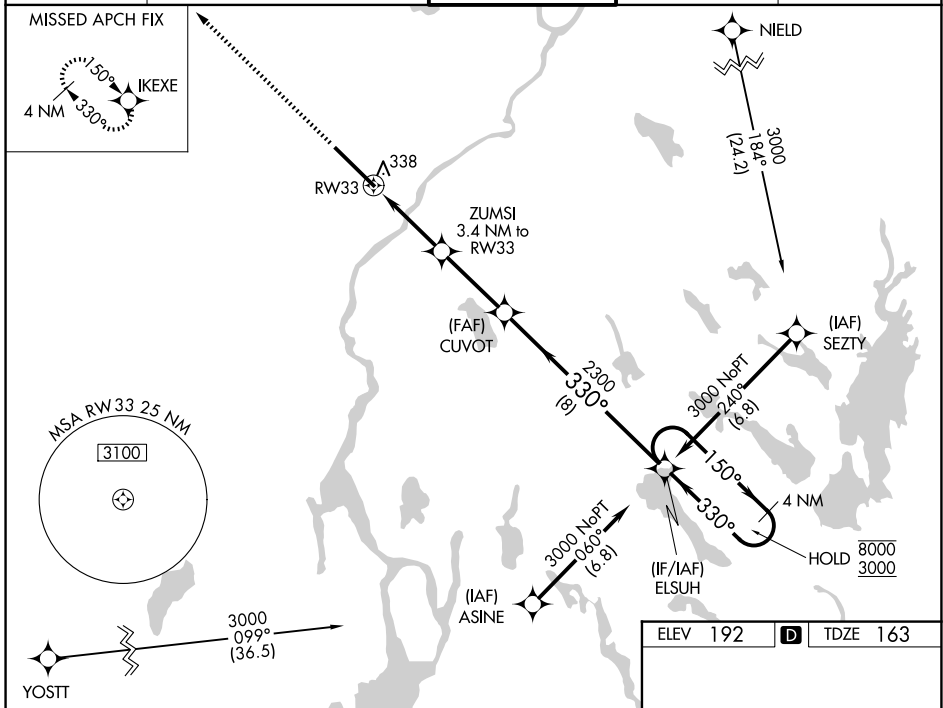 MISSED APCH FIX
150°
IKEXE
4 NM
330°
NIELD
3000
184°
(24.2)
338
RW33
ZUMSI
3.4 NM to
RW33
(FAF)
CUVOT
(IAF)
SEZTY
2300
330°
(8)
3000 NoPT
240°
(6.8)
MSA RW33 25 NM
3100
150°
4 NM
330°
HOLD
8000
3000
3000 NoPT
060°
(6.8)
(IF/IAF)
ELSUH
(IAF)
ASINE
3000
099°
(36.5)
YOSTT
ELEV 192 D TDZE 163